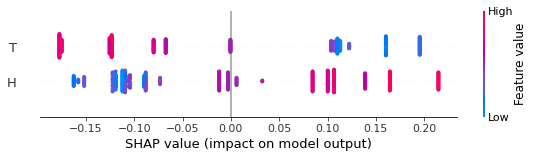 High
T
H
Feature value
Low
−0.15 −0.10 −0.05 0.00 0.05 0.10 0.15 0.20
SHAP value (impact on model output)